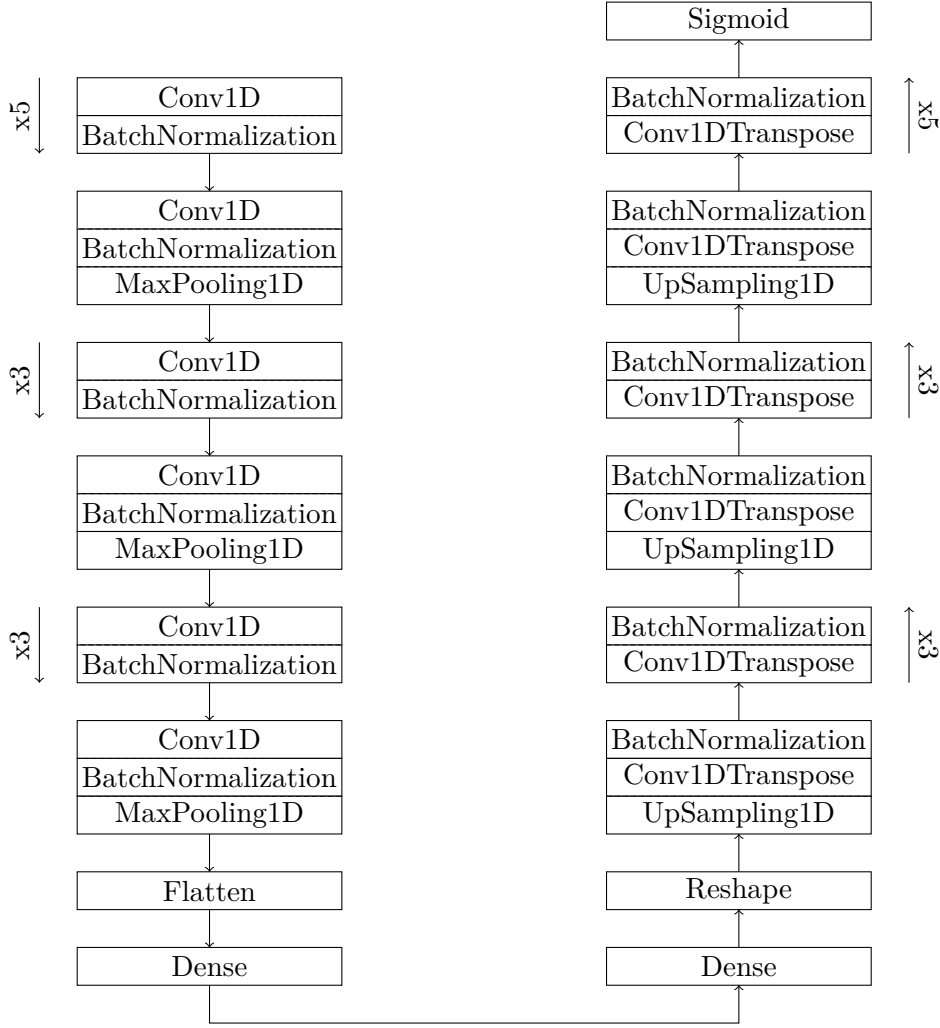 x5
Conv1D
BatchNormalization
Conv1D
BatchNormalization
MaxPooling1D
x3
Conv1D
BatchNormalization
Conv1D
BatchNormalization
MaxPooling1D
x3
Conv1D
BatchNormalization
Conv1D
BatchNormalization
MaxPooling1D
Flatten
Dense
Sigmoid
BatchNormalization
Conv1DTranspose
x5
BatchNormalization
Conv1DTranspose
UpSampling1D
BatchNormalization
Conv1DTranspose
x3
BatchNormalization
Conv1DTranspose
UpSampling1D
BatchNormalization
Conv1DTranspose
x3
BatchNormalization
Conv1DTranspose
UpSampling1D
Reshape
Dense